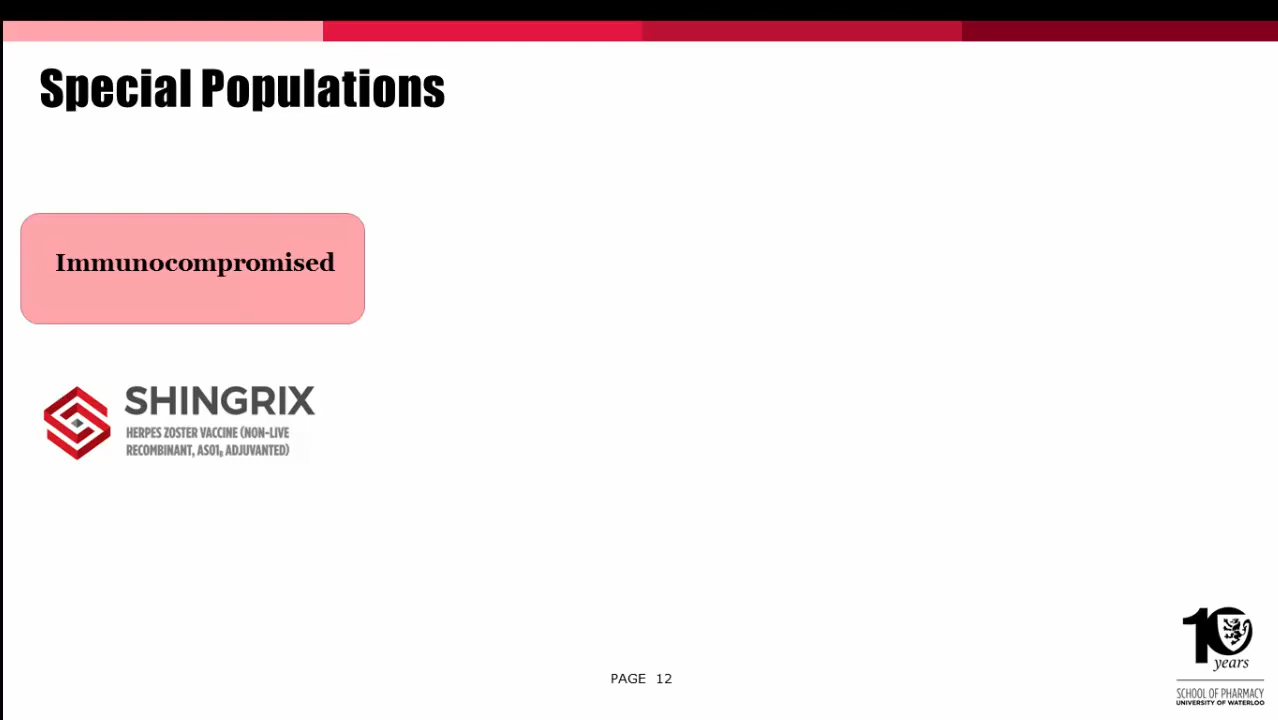 Special Populations
Immunocompromised
SHINGRIX
HERPES ZOSTER VACCINE (NON-LIVE
RECOMBINANT, AS01B ADJUVANTED)
10
years
PAGE 12
SCHOOL OF PHARMACY
UNIVERSITY OF WATERLOO